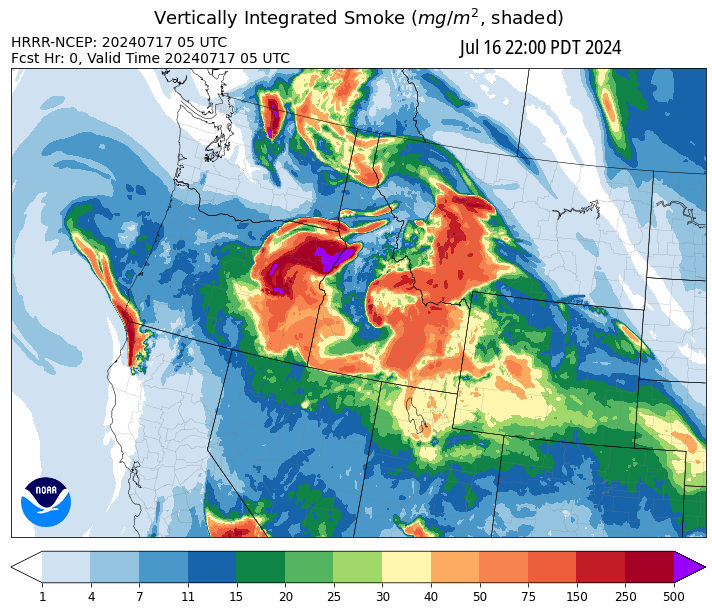 Vertically Integrated Smoke (mg/m², shaded)
HRRR-NCEP: 20240717 05 UTC
Jul 16 22:00 PDT 2024
Fcst Hr: 0, Valid Time 20240717 05 UTC
NOAA
1 4 7 11 15 20 25 30 40 50 75 150 250 500